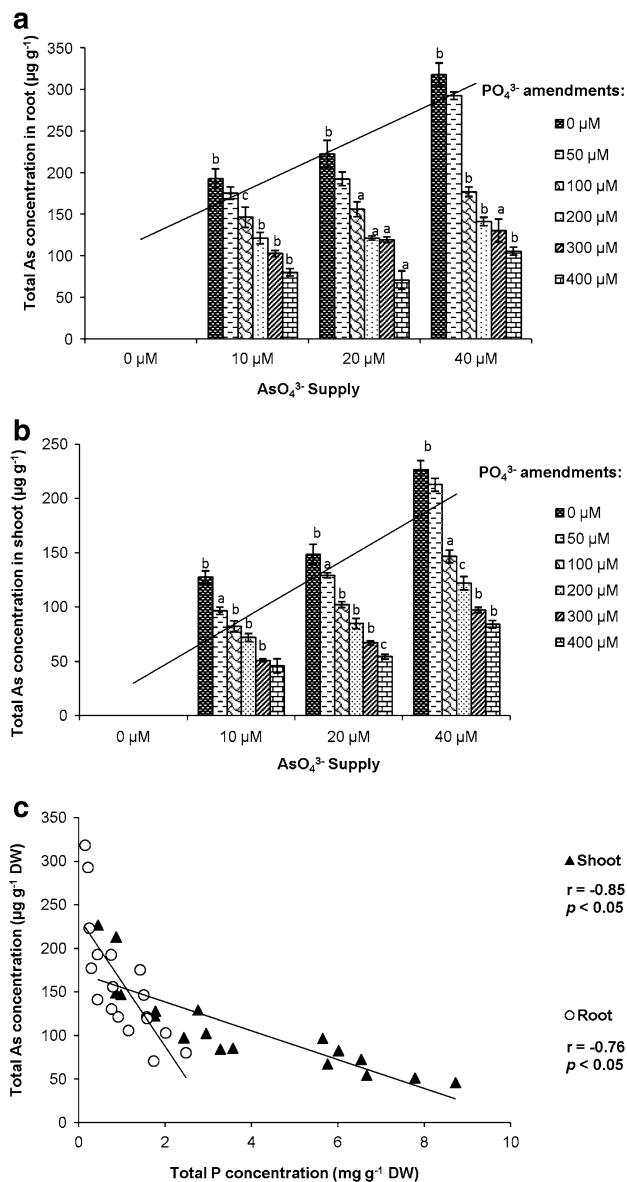 a
Total As concentration in root (µg g⁻¹)
350
300
250
200
150
100
50
0
b
c
b
b
b
b
a
a
a
a
b
b
b
a
b
0 µM
10 µM
20 µM
40 µM
AsO₄³⁻ Supply
PO₄³⁻ amendments:
0 µM
50 µM
100 µM
200 µM
300 µM
400 µM
b
Total As concentration in shoot (µg g⁻¹)
250
200
150
100
50
0
b
a
b
b
b
b
a
b
b
b
c
b
a
c
b
b
0 µM
10 µM
20 µM
40 µM
AsO₄³⁻ Supply
PO₄³⁻ amendments:
0 µM
50 µM
100 µM
200 µM
300 µM
400 µM
c
Total As concentration (µg g⁻¹ DW)
350
300
250
200
150
100
50
0
0
2
4
6
8
10
Total P concentration (mg g⁻¹ DW)
Shoot
r = -0.85
p < 0.05
Root
r = -0.76
p < 0.05